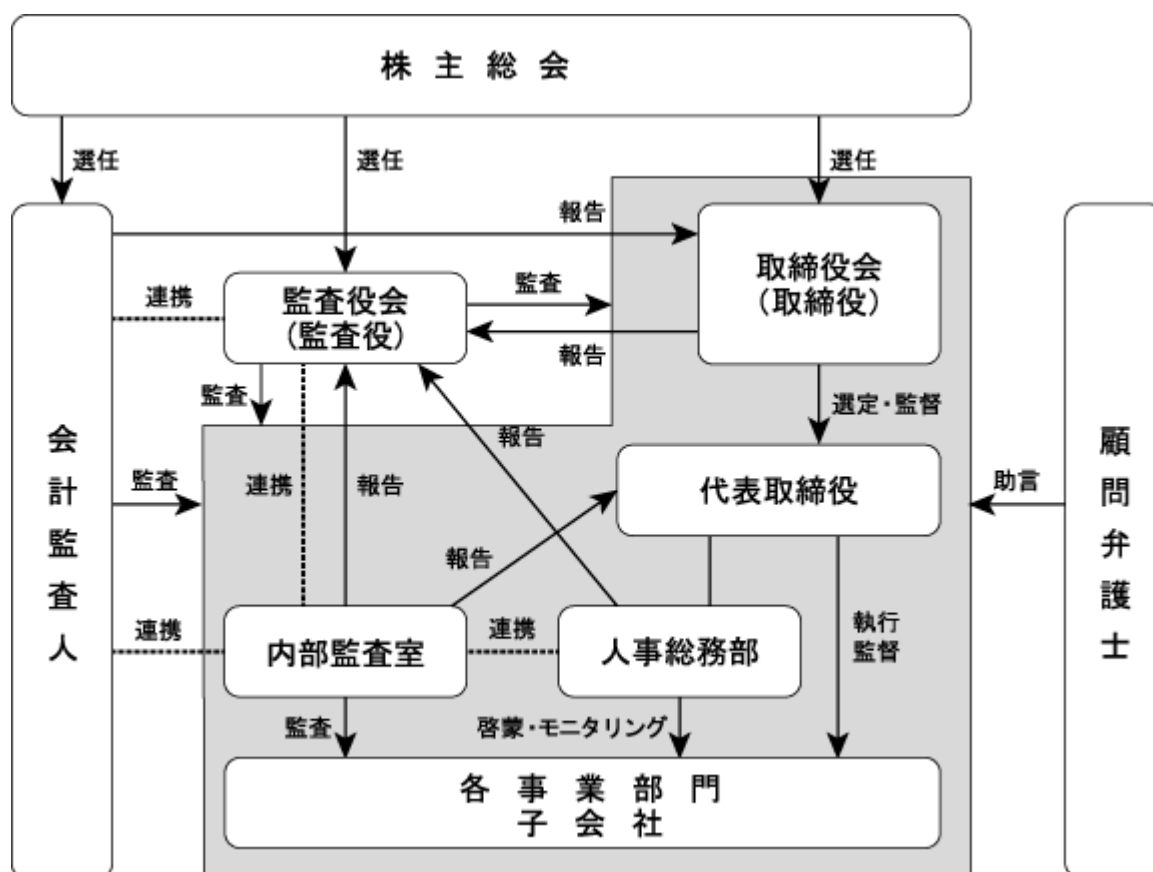 株主総会
選任
選任
選任
報告
取締役会
(取締役)
連携
監査役会
(監査役)
監査
報告
監査
選定・監督
会計監査人
顧問弁護士
報告
監査
連携
報告
代表取締役
助言
報告
連携
内部監査室
連携
人事総務部
執行
監督
監査
啓蒙・モニタリング
各事業部門
子会社